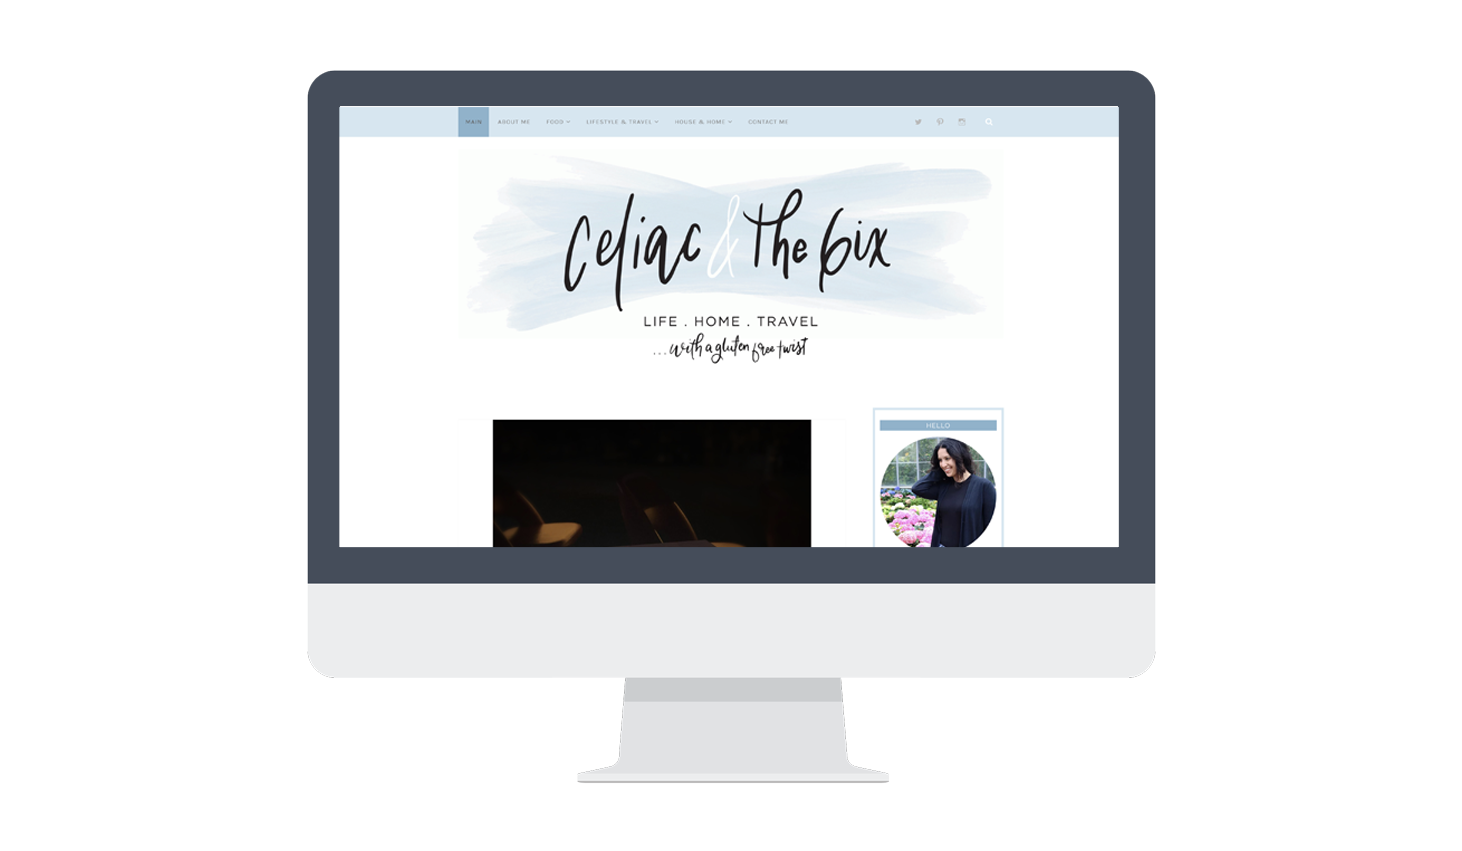 MAIN ABOUT ME FOOD LIFESTYLE & TRAVEL HOUSE & HOME CONTACT ME
celiac & the 6ix
LIFE . HOME . TRAVEL
...with a gluten free twist
HELLO